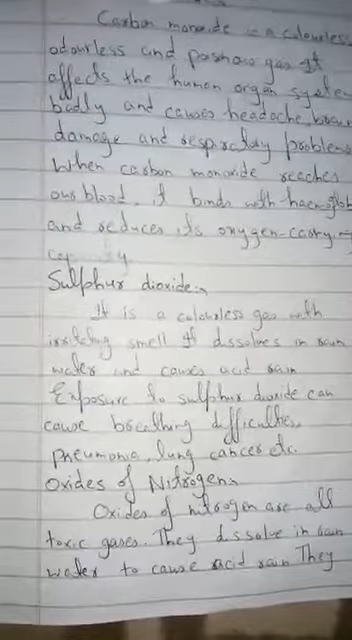 Carbon monoxide is a colourless
odourless and poisnous gas It
affects the human organ syste
badly and causes headache, brain
damage and respiratory problems
When carbon monoxide reaches
our blood, it binds with haemoglob
and reduces its oxygen-carry
Sulphur dioxide:-
It is a colourless gas with
irritating smell It dissolves in rain
water and causes acid rain
Exposure to sulphur dioxide can
cause breathing difficulties,
pneumonia, lung cancer etc.
Oxides of Nitrogen:-
Oxides of nitrogen are all
toxic gases. They dissolve in rain
water to cause acid rain They